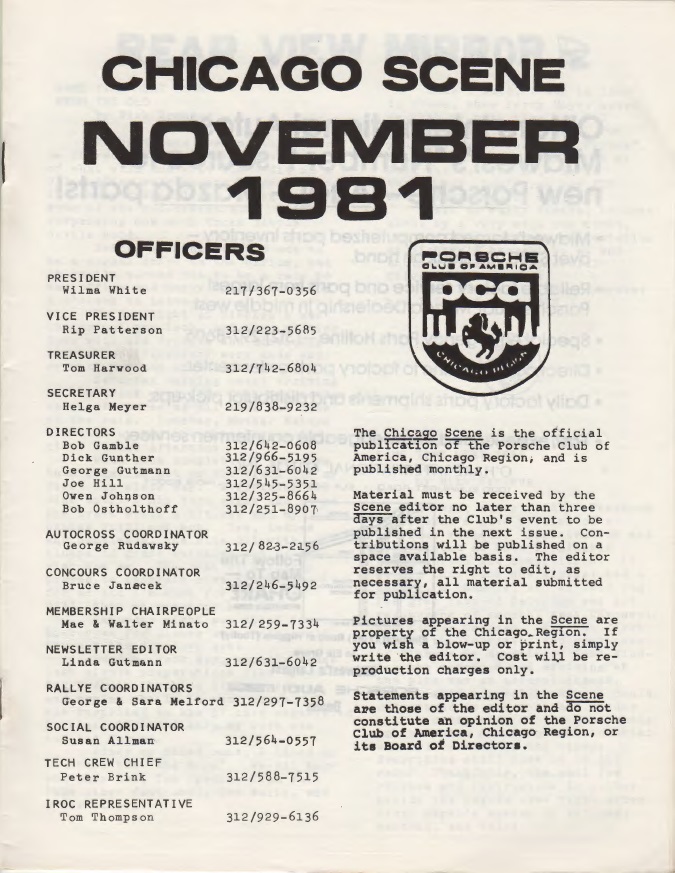 CHICAGO SCENE
NOVEMBER
1981
OFFICERS
PRESIDENT
Wilma White 217/367-0356
VICE PRESIDENT
Rip Patterson 312/223-5685
TREASURER
Tom Harwood 312/742-6804
SECRETARY
Helga Meyer 219/838-9232
DIRECTORS
Bob Gamble 312/642-0608
Dick Gunther 312/966-5195
George Gutmann 312/631-6042
Joe Hill 312/545-5351
Owen Johnson 312/325-8664
Bob Ostholthoff 312/251-8907
AUTOCROSS COORDINATOR
George Rudawsky 312/823-2156
CONCOURS COORDINATOR
Bruce Janecek 312/246-5492
MEMBERSHIP CHAIRPEOPLE
Mae & Walter Minato 312/259-7334
NEWSLETTER EDITOR
Linda Gutmann 312/631-6042
RALLYE COORDINATORS
George & Sara Melford 312/297-7358
SOCIAL COORDINATOR
Susan Allman 312/564-0557
TECH CREW CHIEF
Peter Brink 312/588-7515
IROC REPRESENTATIVE
Tom Thompson 312/929-6136
PORSCHE
CLUB OF AMERICA
pca
CHICAGO REGION
The Chicago Scene is the official
publication of the Porsche Club of
America, Chicago Region, and is
published monthly.
Material must be received by the
Scene editor no later than three
days after the Club's event to be
published in the next issue. Con-
tributions will be published on a
space available basis. The editor
reserves the right to edit, as
necessary, all material submitted
for publication.
Pictures appearing in the Scene are
property of the Chicago Region. If
you wish a blow-up or print, simply
write the editor. Cost will be re-
production charges only.
Statements appearing in the Scene
are those of the editor and do not
constitute an opinion of the Porsche
Club of America, Chicago Region, or
its Board of Directors.